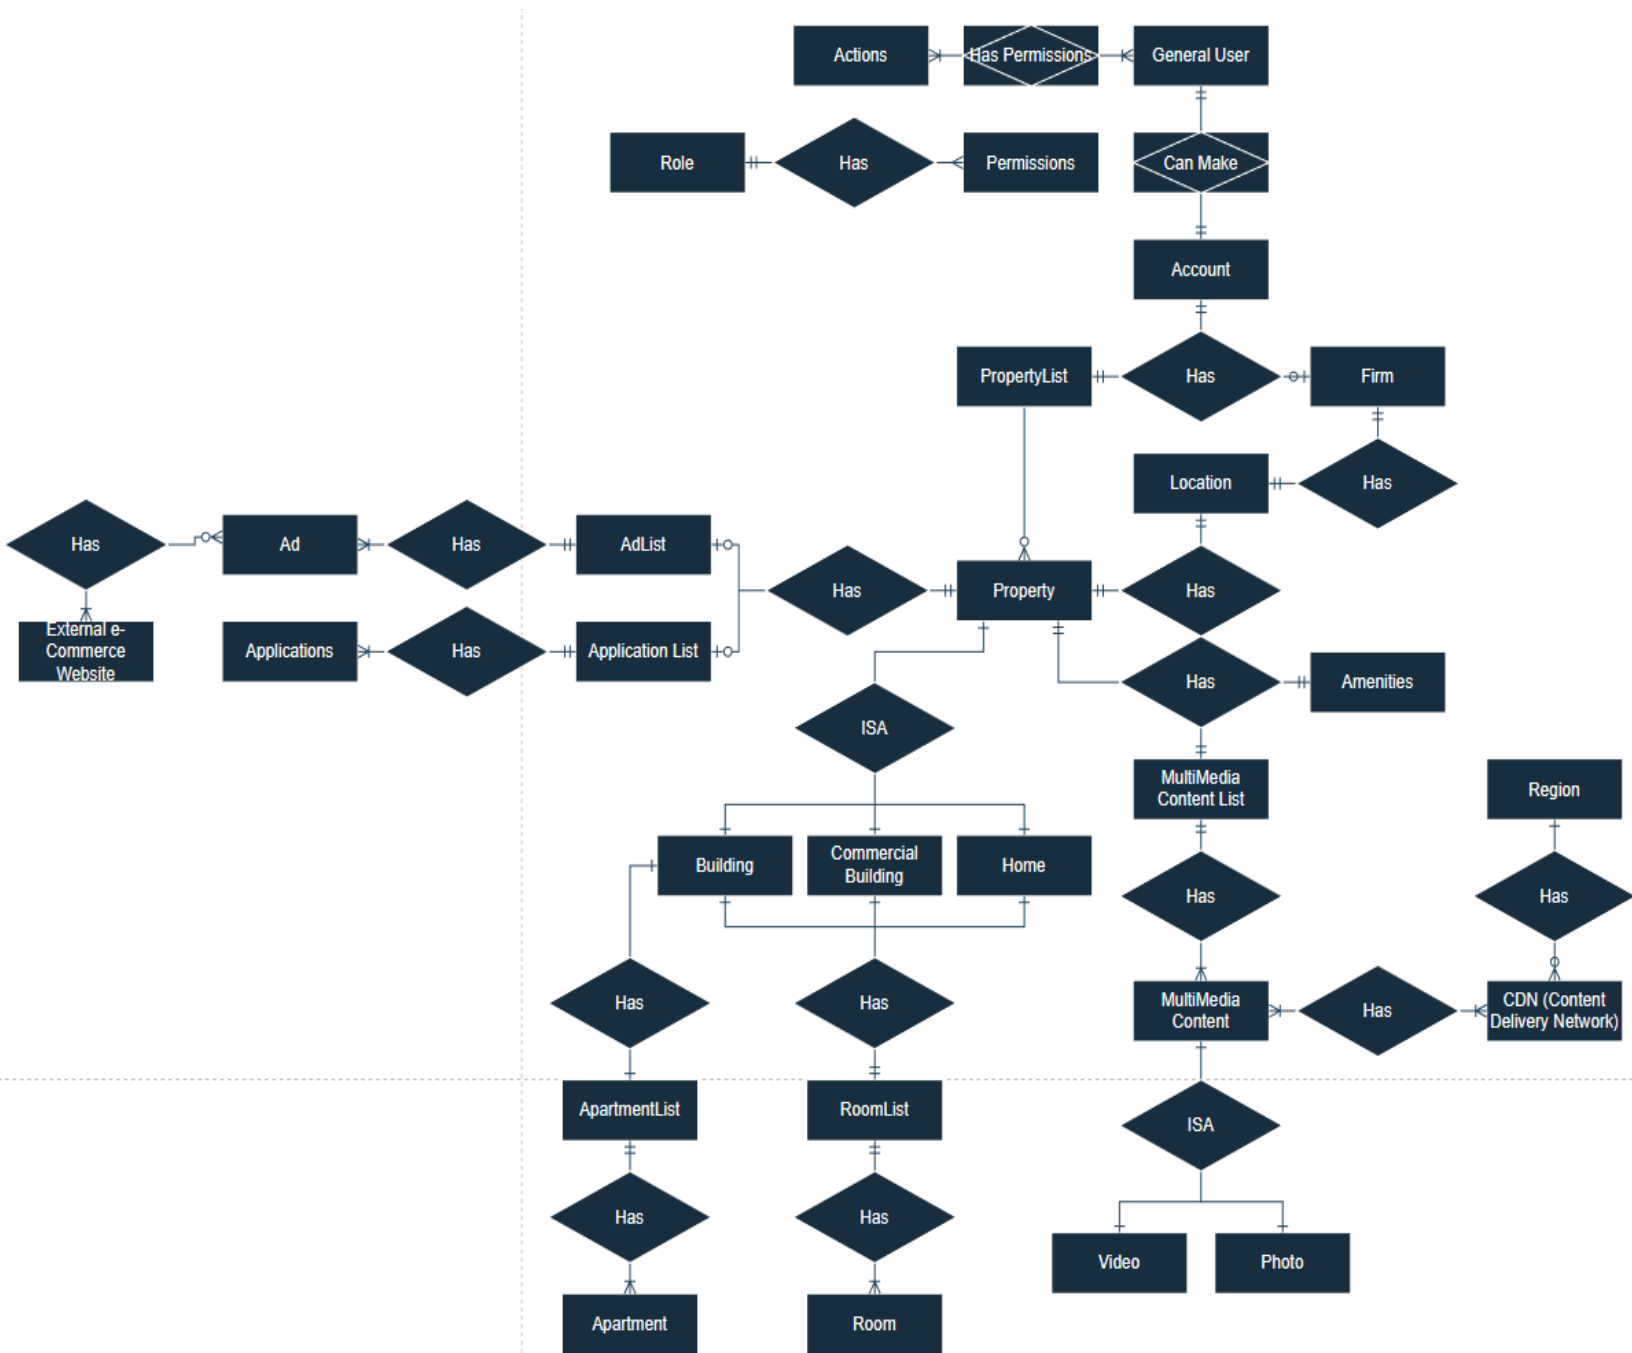 Actions
Has Permissions
General User
Role
Has
Permissions
Can Make
Account
PropertyList
Has
Firm
Location
Has
Has
Ad
Has
AdList
Has
Property
Has
External e-
Commerce
Website
Applications
Has
Application List
Has
Amenities
ISA
MultiMedia
Content List
Region
Building
Commercial
Building
Home
Has
Has
Has
Has
MultiMedia
Content
Has
CDN (Content
Delivery Network)
ApartmentList
RoomList
ISA
Has
Has
Video
Photo
Apartment
Room